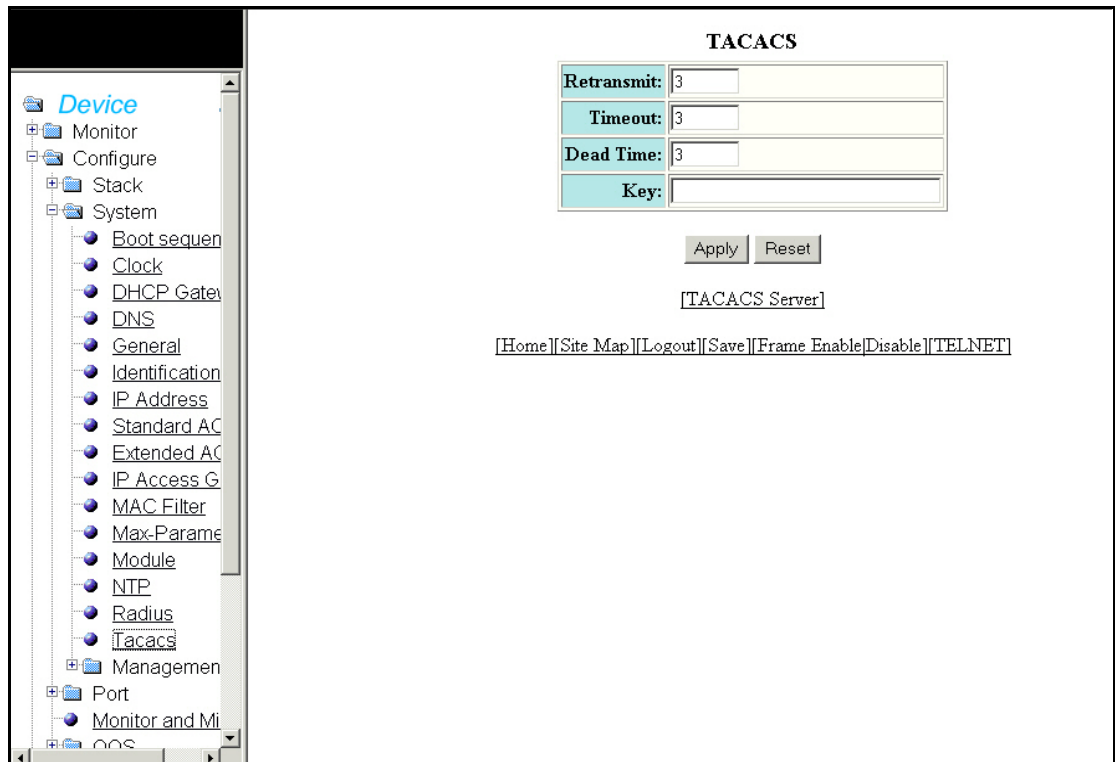 Device
Monitor
Configure
Stack
System
Boot sequen
Clock
DHCP Gatew
DNS
General
Identification
IP Address
Standard AC
Extended AC
IP Access G
MAC Filter
Max-Parame
Module
NTP
Radius
Tacacs
Managemen
Port
Monitor and Mi
QOS
TACACS
Retransmit: 3
Timeout: 3
Dead Time: 3
Key:
Apply Reset
[TACACS Server]
[Home][Site Map][Logout][Save][Frame Enable|Disable][TELNET]